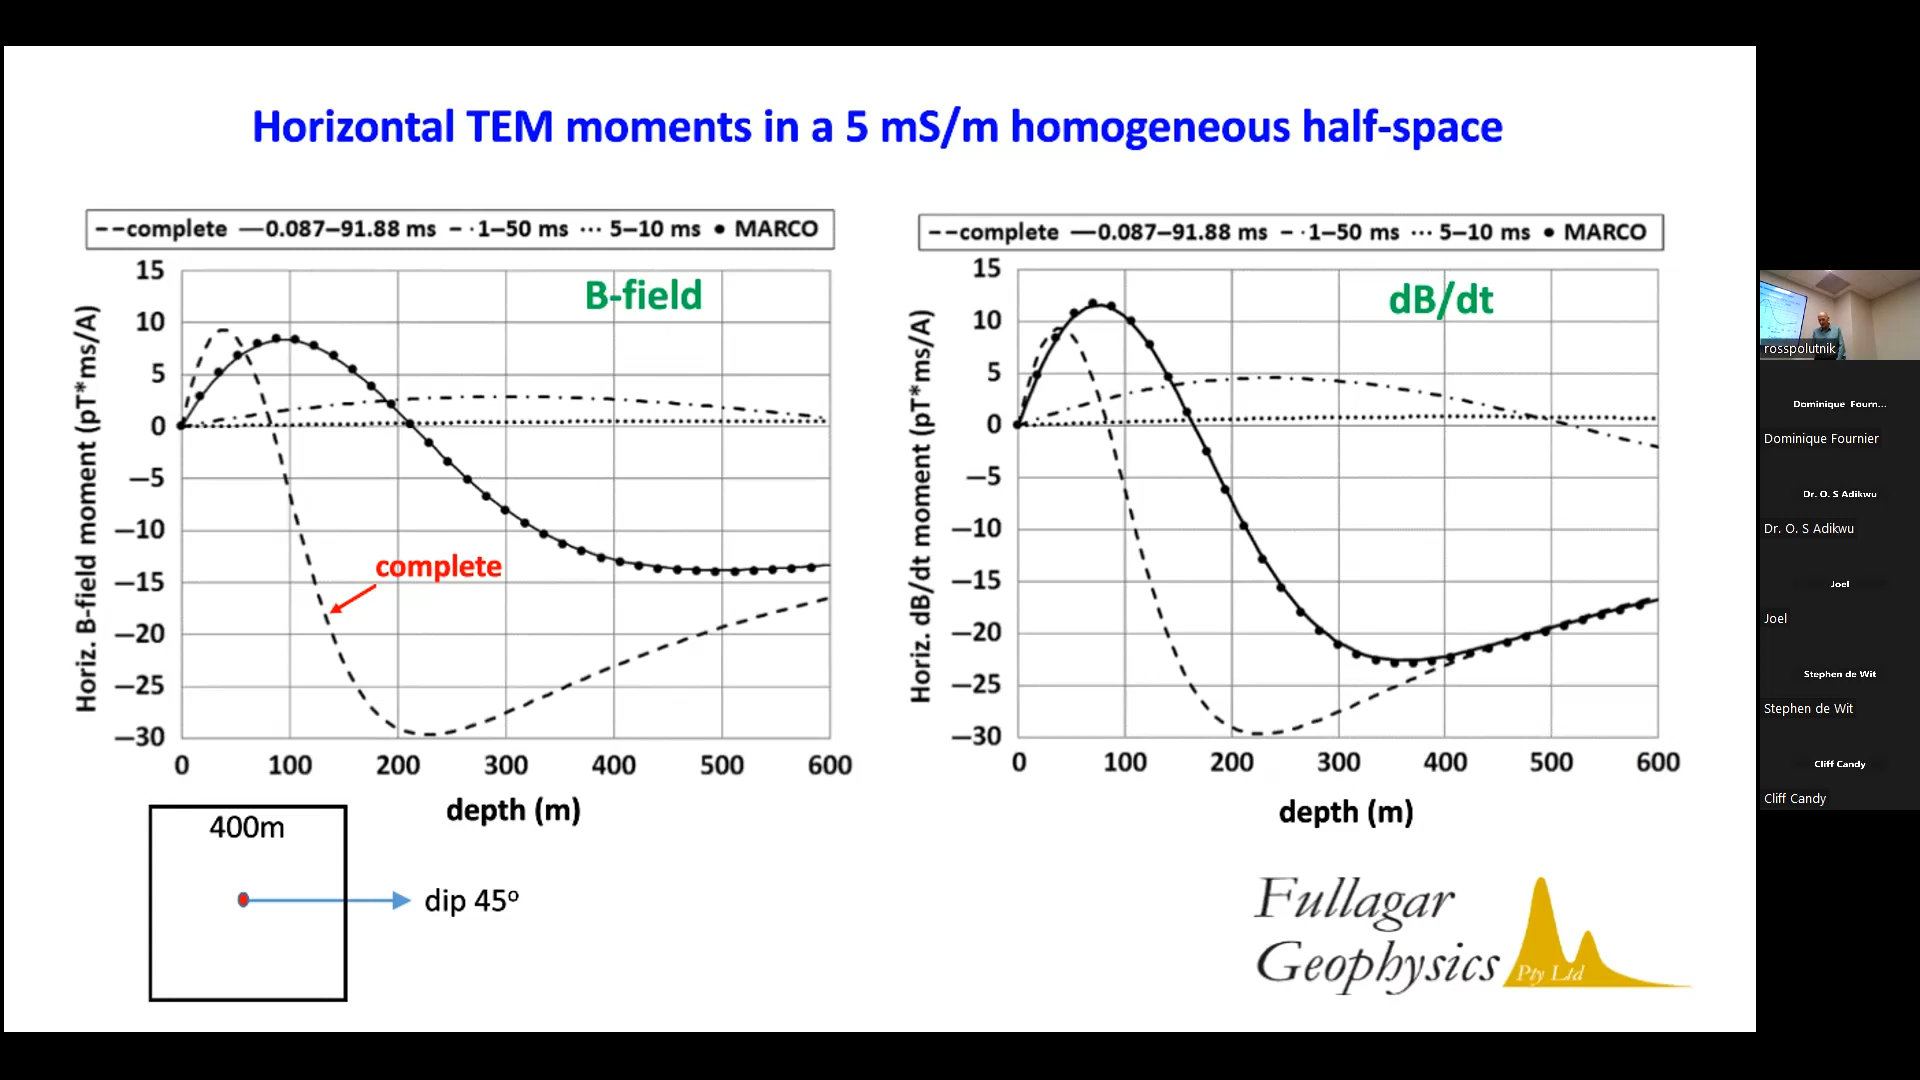 Horizontal TEM moments in a 5 mS/m homogeneous half-space
complete 0.087–91.88 ms 1–50 ms 5–10 ms MARCO
B-field
15
10
5
0
–5
–10
–15
–20
–25
–30
Horiz. B-field moment (pT*ms/A)
complete
0 100 200 300 400 500 600
depth (m)
complete 0.087–91.88 ms 1–50 ms 5–10 ms MARCO
dB/dt
15
10
5
0
–5
–10
–15
–20
–25
–30
Horiz. dB/dt moment (pT*ms/A)
0 100 200 300 400 500 600
depth (m)
400m
dip 45º
Fullagar
Geophysics
Pty Ltd
rosspolutnik
Dominique Fourn...
Dominique Fournier
Dr. O. S Adikwu
Dr. O. S Adikwu
Joel
Joel
Stephen de Wit
Stephen de Wit
Cliff Candy
Cliff Candy